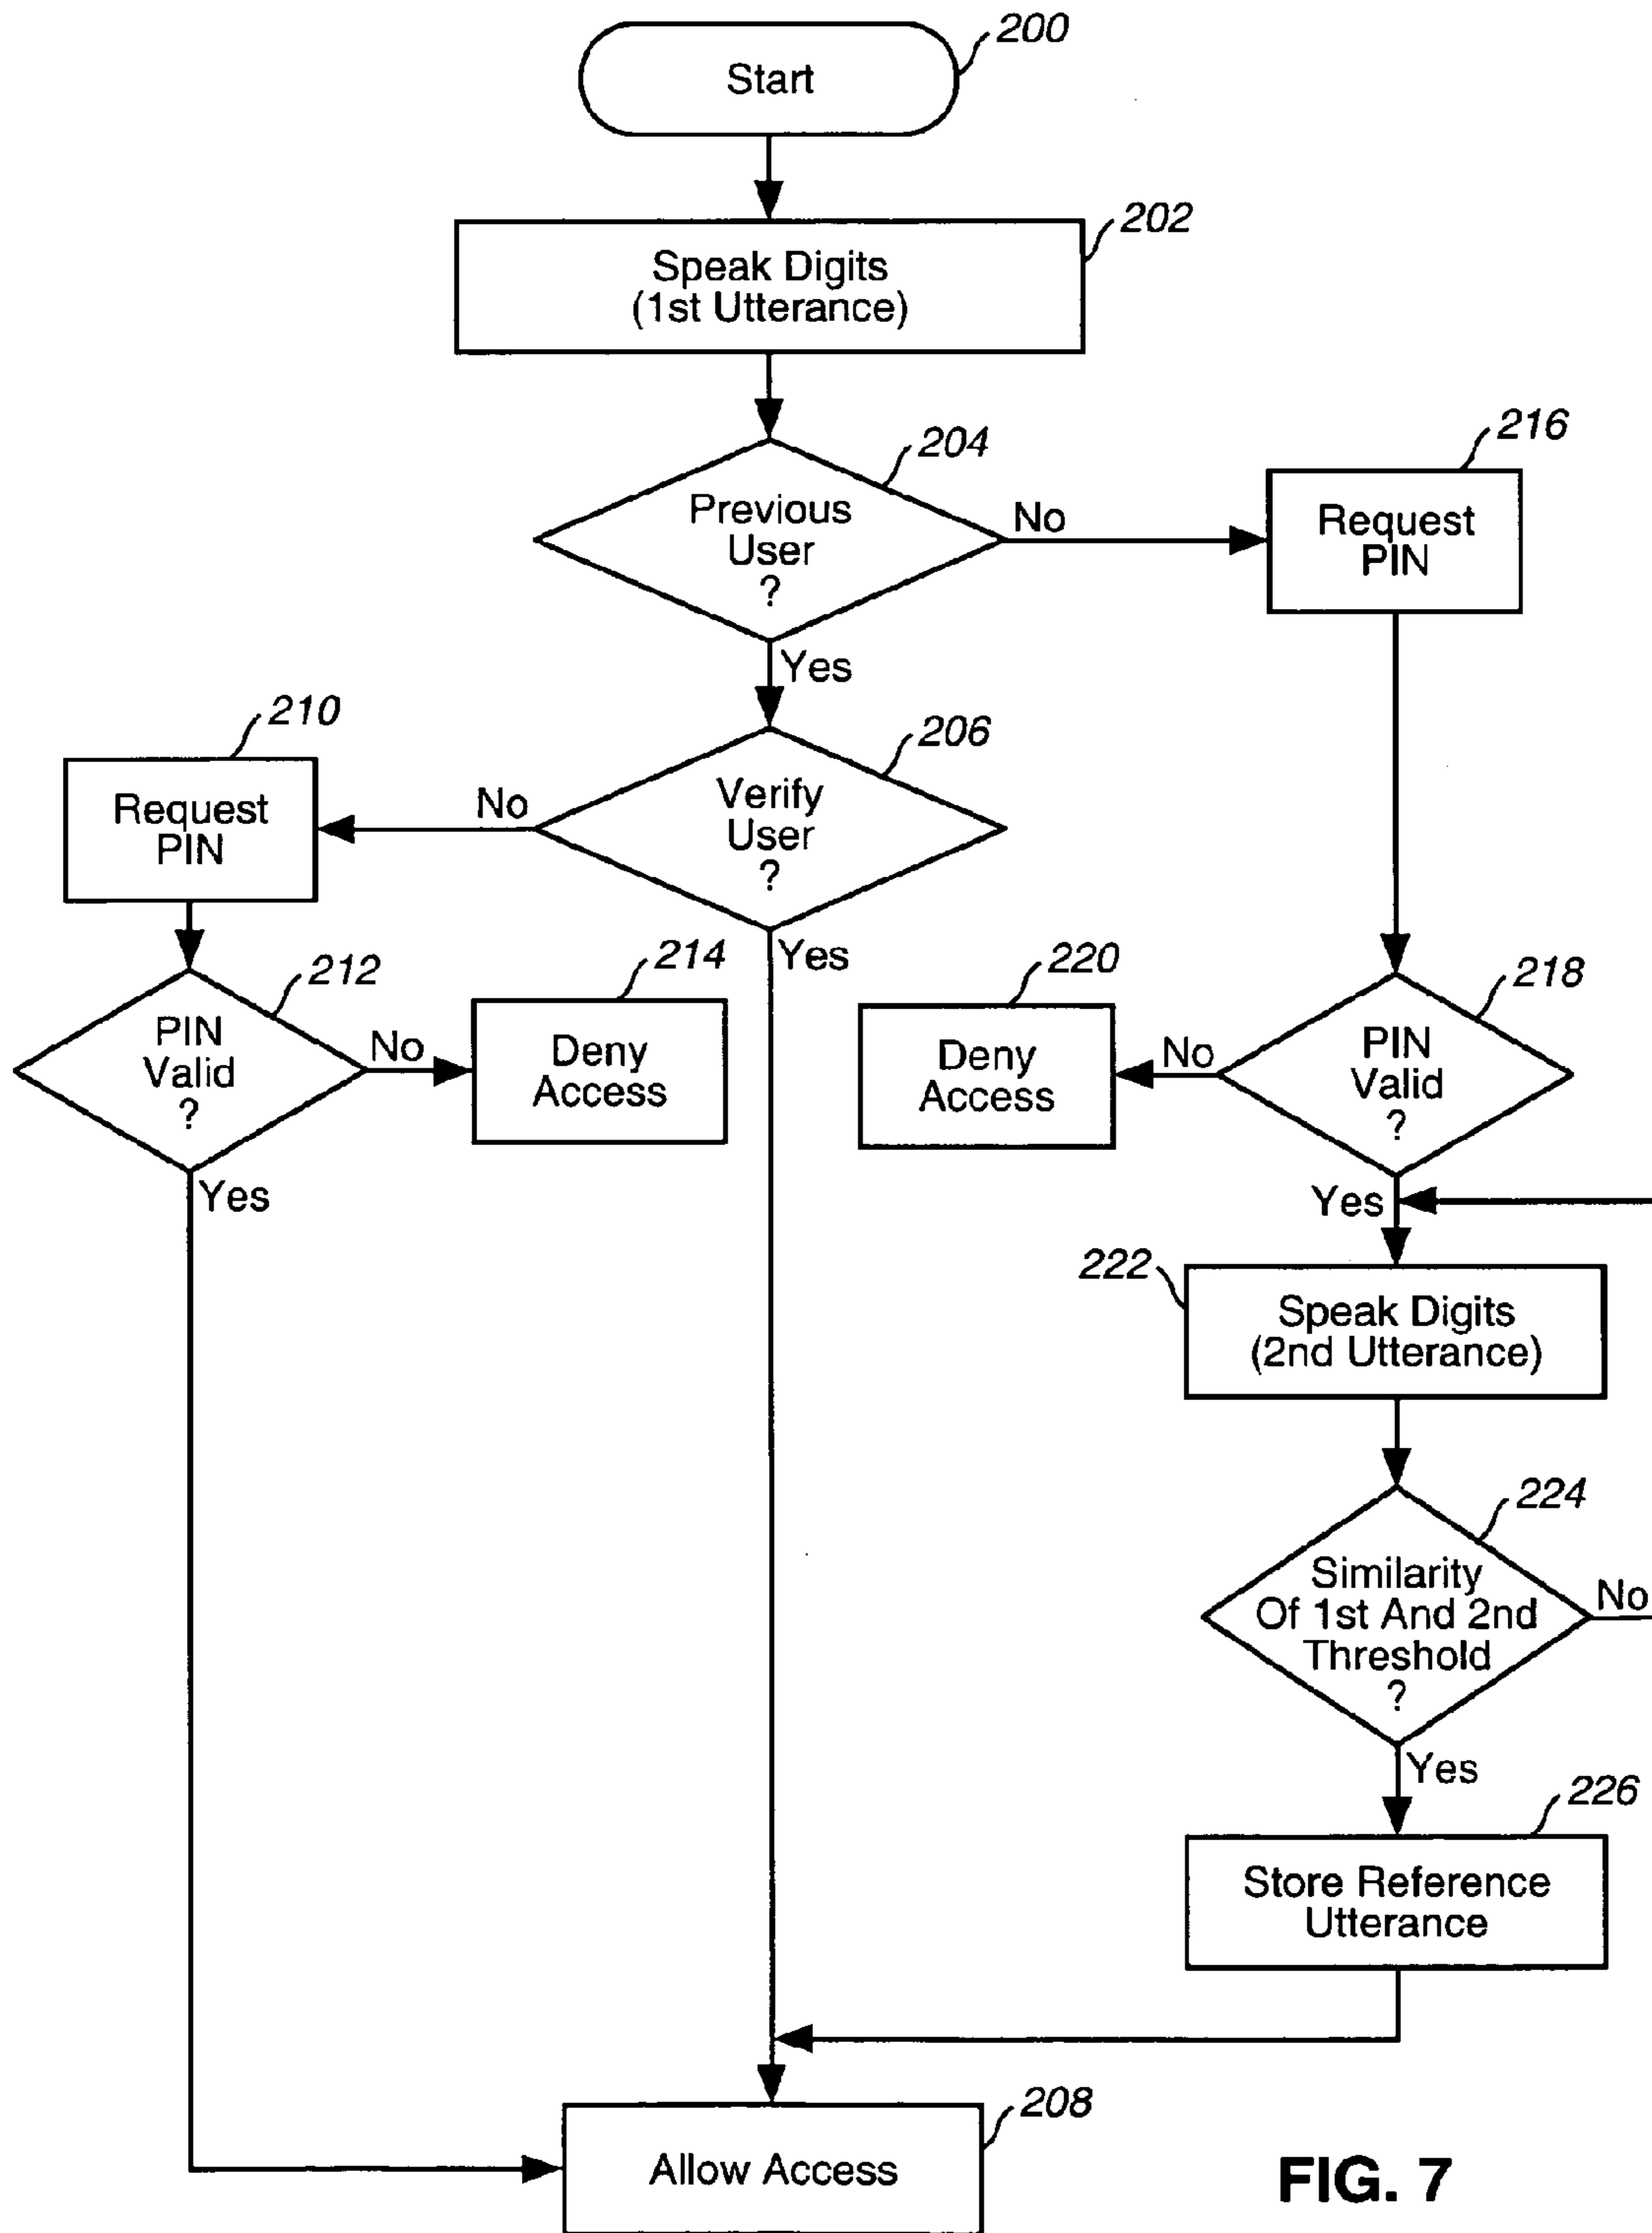 200
Start
202
Speak Digits
(1st Utterance)
204
216
Previous
User
?
No
Request
PIN
Yes
210
206
Request
PIN
No
Verify
User
?
Yes
212
214
220
218
PIN
Valid
?
No
Deny
Access
Deny
Access
No
PIN
Valid
?
Yes
Yes
222
Speak Digits
(2nd Utterance)
224
Similarity
Of 1st And 2nd
Threshold
?
No
Yes
226
Store Reference
Utterance
208
Allow Access
FIG. 7